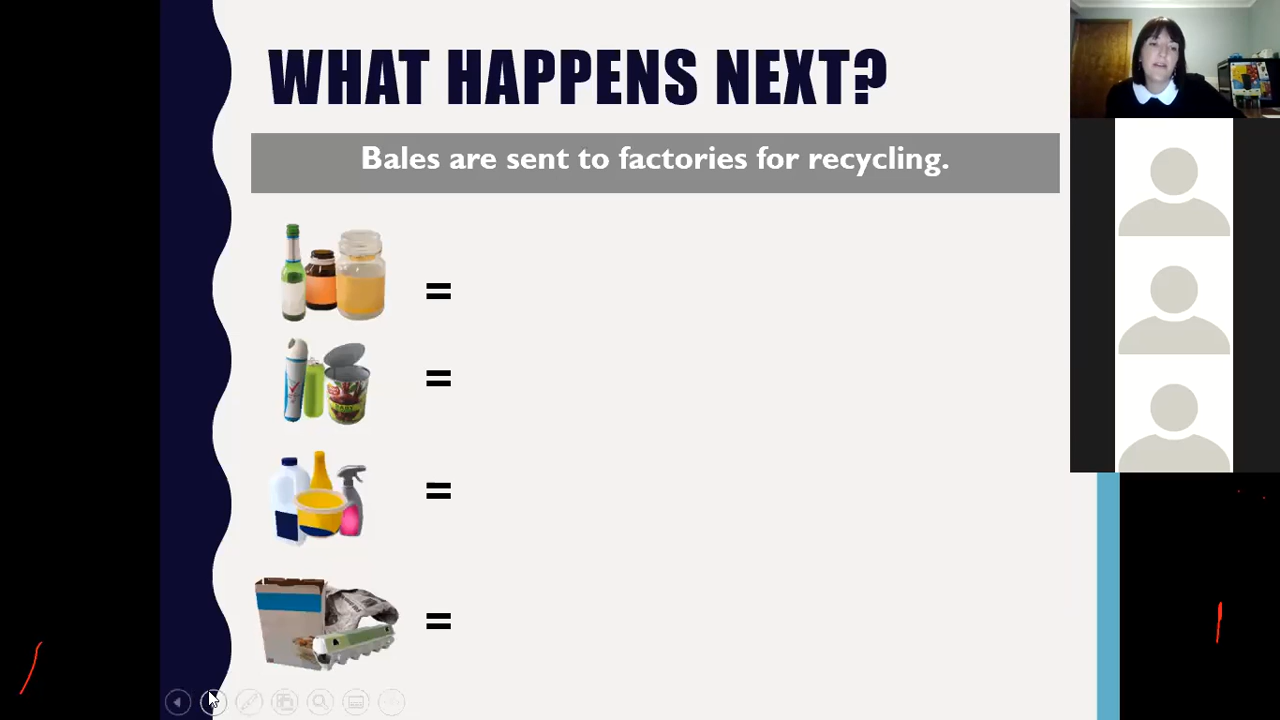 WHAT HAPPENS NEXT?
Bales are sent to factories for recycling.
=
=
=
=